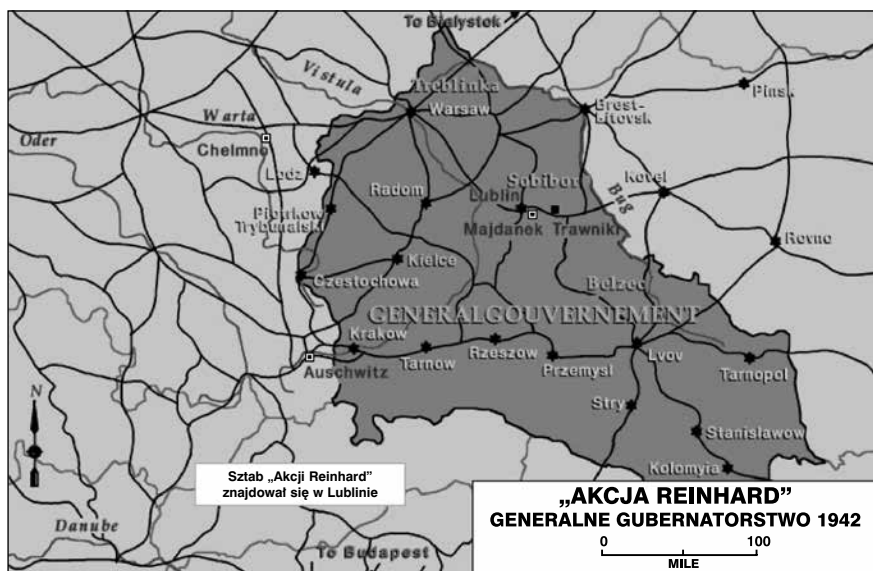 To Bialystok
Vistula
Treblinka
Pinsk
Warta
Warsaw
Brest-
Litovsk
Oder
Chelmno
Lodz
Kovel
Radom
Sobibor
Lublin
Bug
Piotrkow
Trybunalski
Majdanek Trawniki
Rovno
Kielce
Czestochowa
Belzec
GENERALGOUVERNEMENT
Krakow
Auschwitz
Tarnow
Rzeszow
Przemysl
Lvov
Tarnopol
N
Stry
Stanisławow
Kolomyia
Sztab „Akcji Reinhard”
znajdował się w Lublinie
„AKCJA REINHARD”
GENERALNE GUBERNATORSTWO 1942
0 100
MILE
Danube
To Budapest